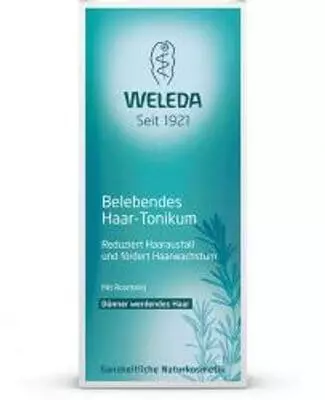 WELEDA
Seit 1921
Belebendes
Haar-Tonikum
Reduziert Haarausfall
und fördert Haarwachstum
Mit Rosmarin
Dünner werdendes Haar
Ganzheitliche Naturkosmetik